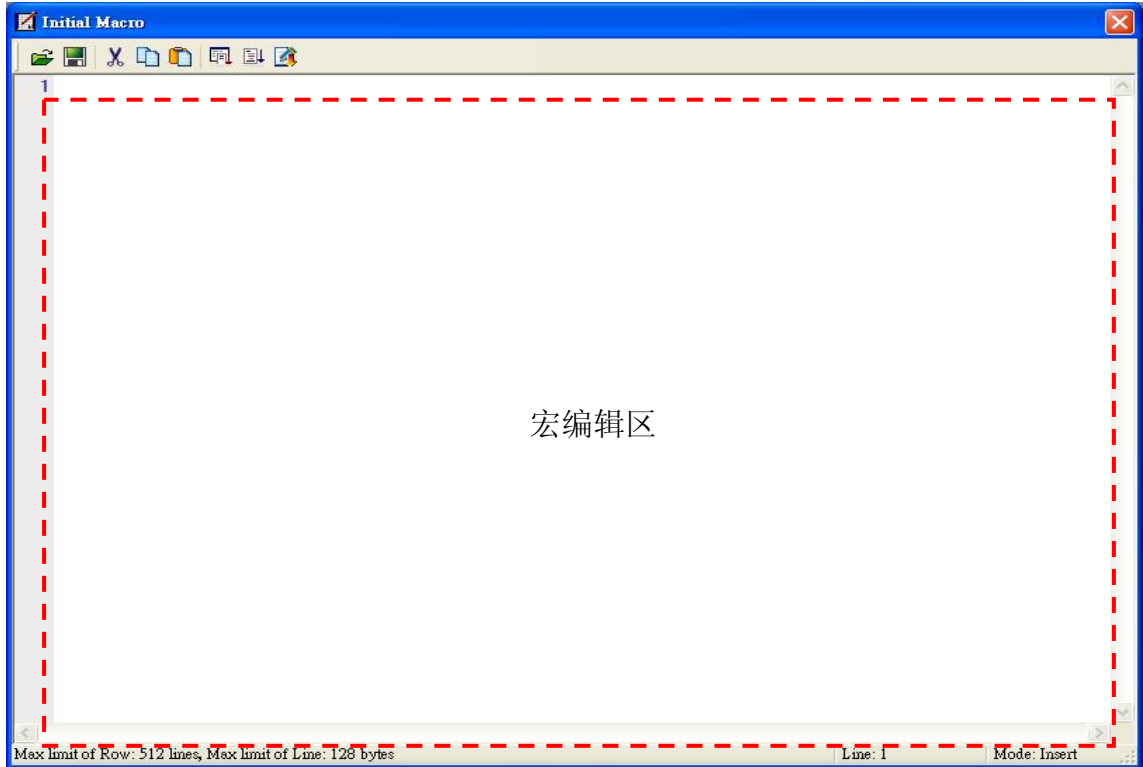 Initial Macro
1
宏编辑区
Max limit of Row: 512 lines, Max limit of Line: 128 bytes
Line: 1
Mode: Insert